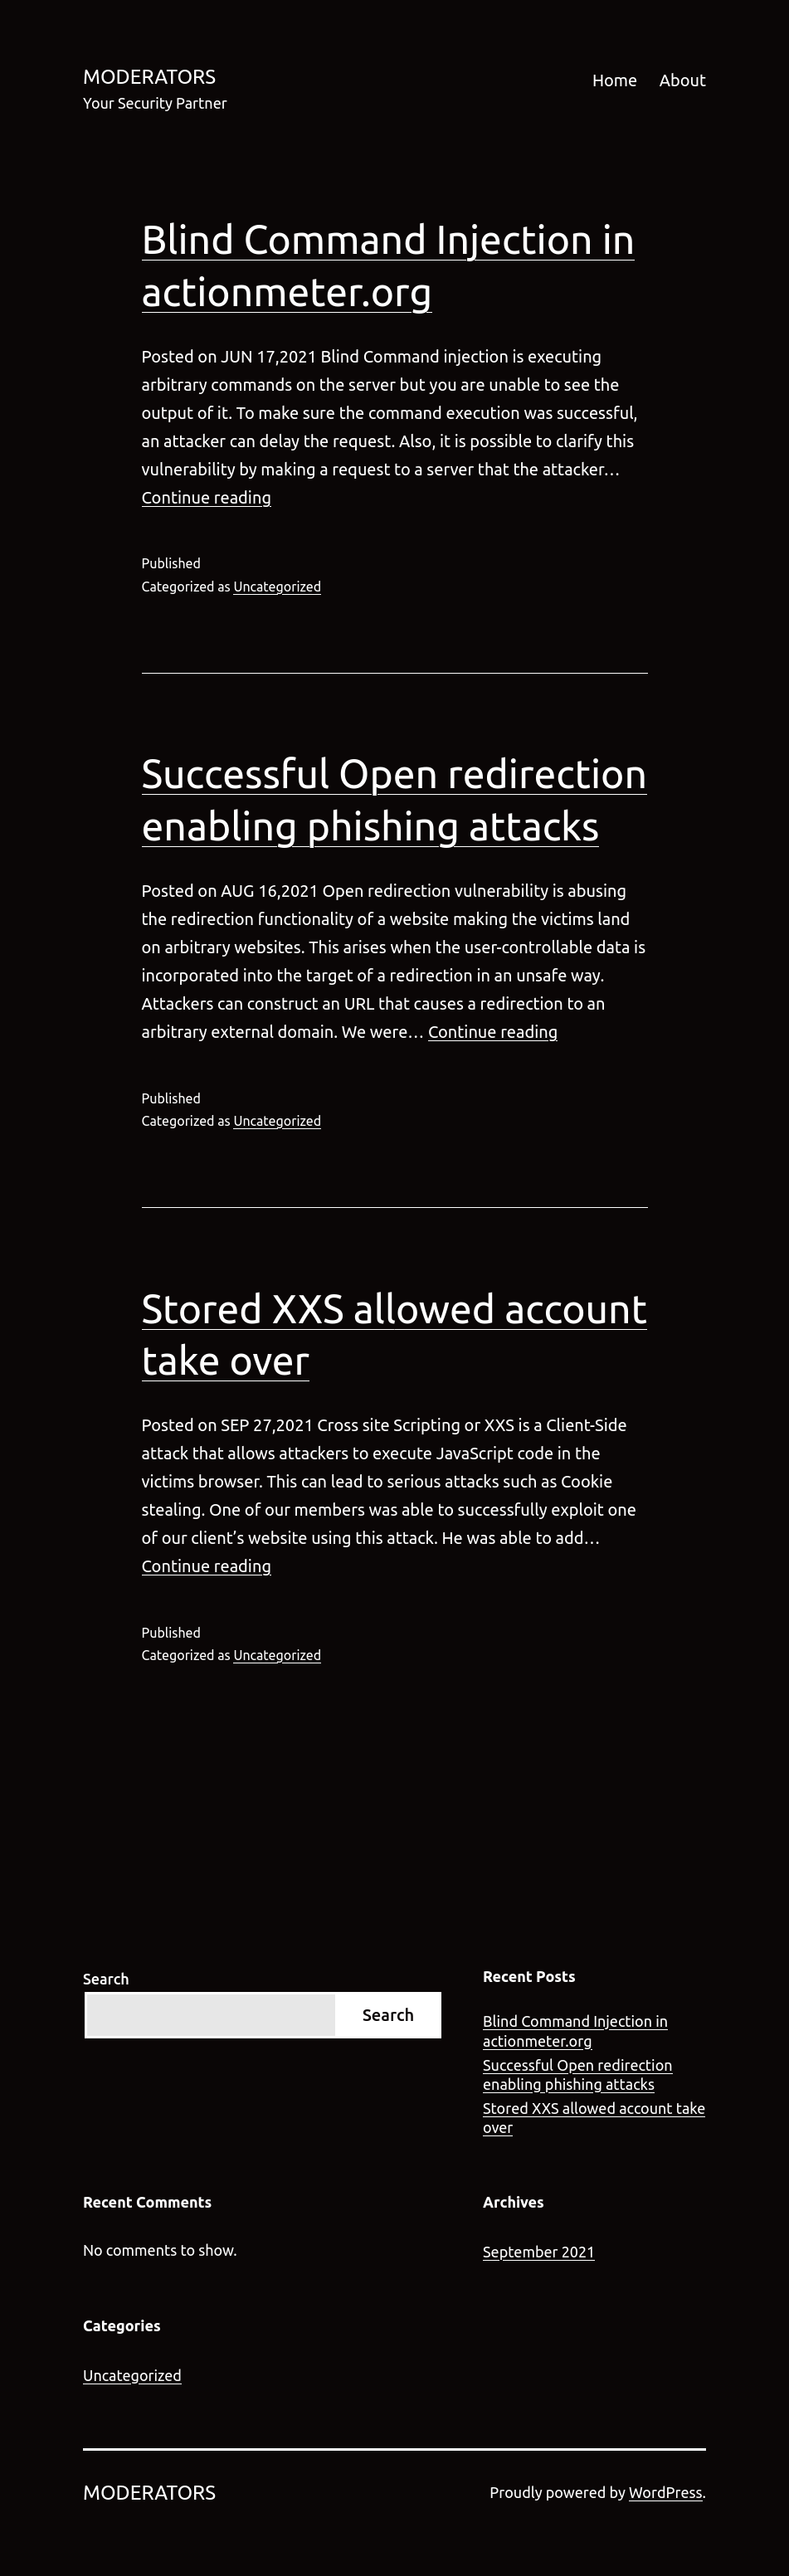 MODERATORS
Your Security Partner
Home About
Blind Command Injection in
actionmeter.org
Posted on JUN 17,2021 Blind Command injection is executing
arbitrary commands on the server but you are unable to see the
output of it. To make sure the command execution was successful,
an attacker can delay the request. Also, it is possible to clarify this
vulnerability by making a request to a server that the attacker…
Continue reading
Published
Categorized as Uncategorized
Successful Open redirection
enabling phishing attacks
Posted on AUG 16,2021 Open redirection vulnerability is abusing
the redirection functionality of a website making the victims land
on arbitrary websites. This arises when the user-controllable data is
incorporated into the target of a redirection in an unsafe way.
Attackers can construct an URL that causes a redirection to an
arbitrary external domain. We were… Continue reading
Published
Categorized as Uncategorized
Stored XXS allowed account
take over
Posted on SEP 27,2021 Cross site Scripting or XXS is a Client-Side
attack that allows attackers to execute JavaScript code in the
victims browser. This can lead to serious attacks such as Cookie
stealing. One of our members was able to successfully exploit one
of our client’s website using this attack. He was able to add…
Continue reading
Published
Categorized as Uncategorized
Search
Search
Recent Posts
Blind Command Injection in
actionmeter.org
Successful Open redirection
enabling phishing attacks
Stored XXS allowed account take
over
Recent Comments
No comments to show.
Archives
September 2021
Categories
Uncategorized
MODERATORS
Proudly powered by WordPress.